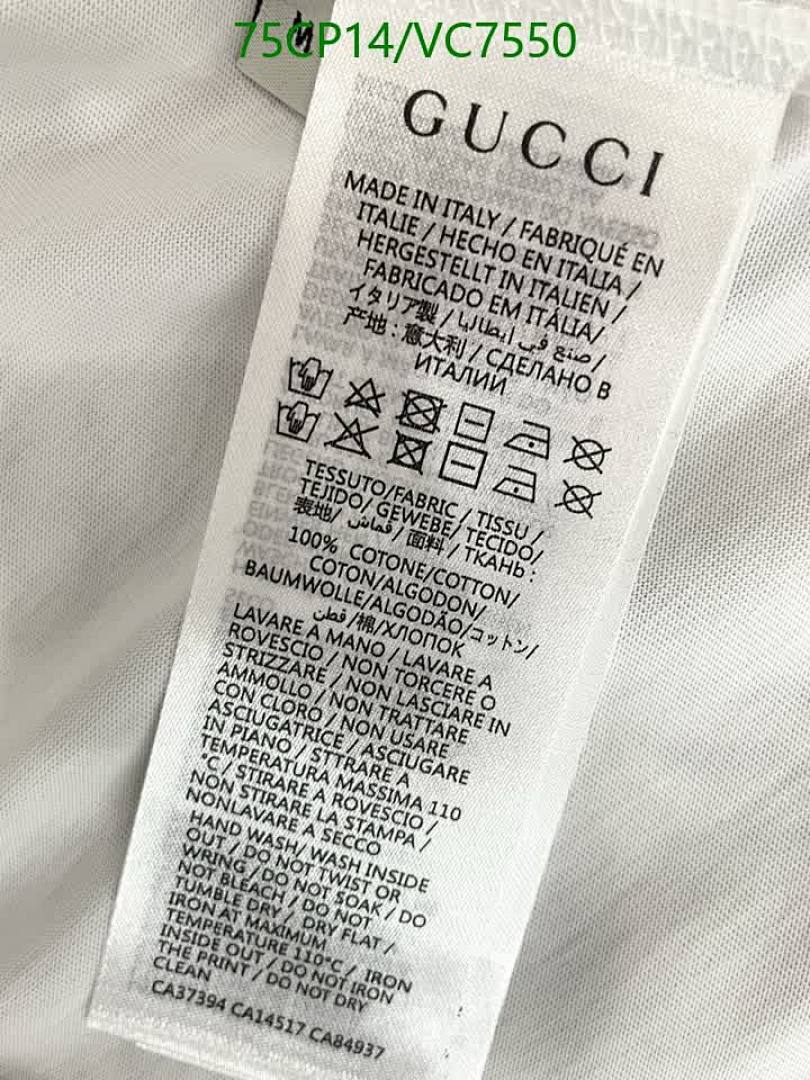 75CP14/VC7550
GUCCI
MADE IN ITALY / FABRIQUÉ EN
ITALIE / HECHO EN ITALIA /
HERGESTELLT IN ITALIEN /
FABRICADO EM ITÁLIA/
イタリア製 / صنع في إيطاليا /
产地 : 意大利 / СДЕЛАНО В
ИТАЛИИ
TESSUTO/FABRIC / TISSU /
TEJIDO/ GEWEBE/ TECIDO/
表地/ قماش / 面料 / ТКАНЬ :
100% COTONE/COTTON/
COTON/ALGODON/
BAUMWOLLE/ALGODÃO/コットン/
قطن /棉/ХЛОПОК
LAVARE A MANO / LAVARE A
ROVESCIO / NON TORCERE O
STRIZZARE / NON LASCIARE IN
AMMOLLO / NON TRATTARE
CON CLORO / NON USARE
ASCIUGATRICE / ASCIUGARE
IN PIANO / STTRARE A
TEMPERATURA MASSIMA 110
°C / STIRARE A ROVESCIO /
NON STIRARE LA STAMPA /
NONLAVARE A SECCO
HAND WASH/ WASH INSIDE
OUT / DO NOT TWIST OR
WRING / DO NOT SOAK / DO
NOT BLEACH / DO NOT
TUMBLE DRY / DRY FLAT /
IRON AT MAXIMUM
TEMPERATURE 110°C / IRON
INSIDE OUT / DO NOT IRON
THE PRINT / DO NOT DRY
CLEAN
CA37394 CA14517 CA84937